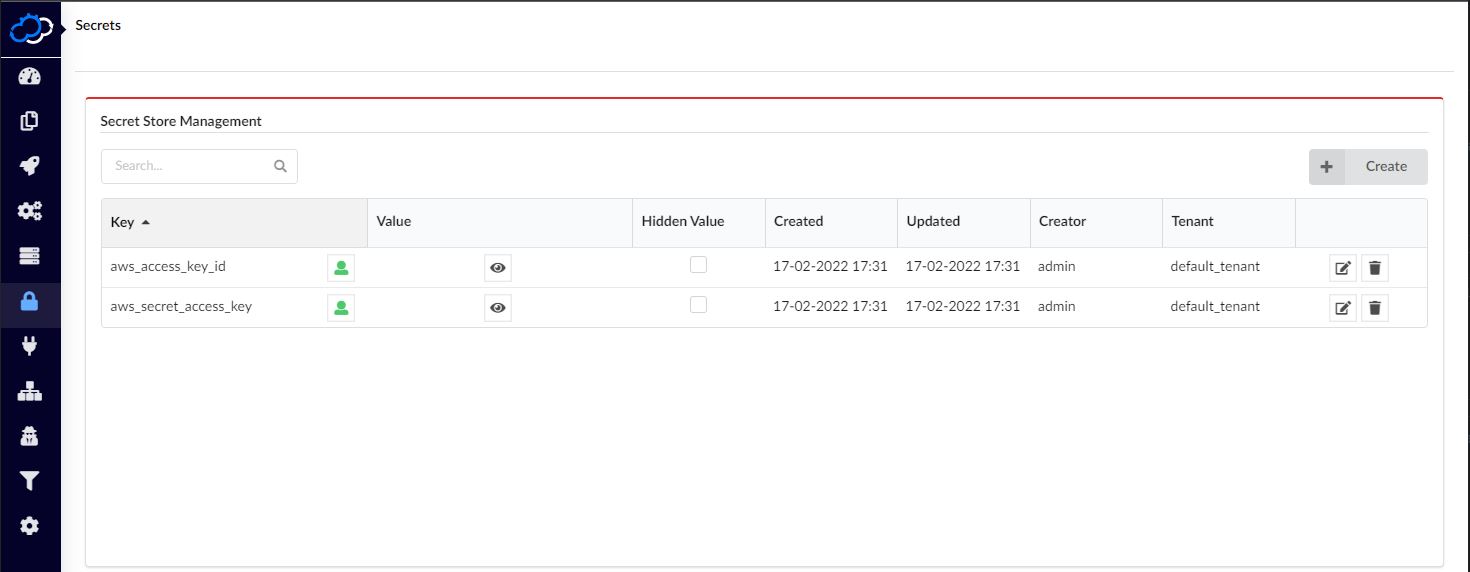 Secrets
Secret Store Management
Search...
Create
Key Value Hidden Value Created Updated Creator Tenant
aws_access_key_id 17-02-2022 17:31 17-02-2022 17:31 admin default_tenant
aws_secret_access_key 17-02-2022 17:31 17-02-2022 17:31 admin default_tenant